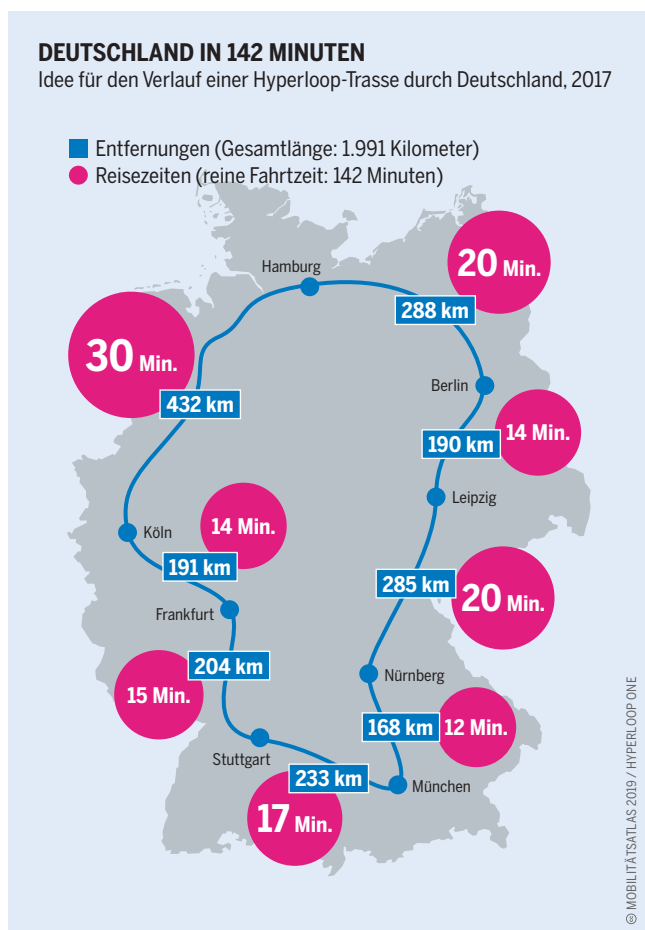 DEUTSCHLAND IN 142 MINUTEN
Idee für den Verlauf einer Hyperloop-Trasse durch Deutschland, 2017
Entfernungen (Gesamtlänge: 1.991 Kilometer)
Reisezeiten (reine Fahrtzeit: 142 Minuten)
Hamburg
20 Min.
288 km
30 Min.
432 km
Berlin
190 km
14 Min.
Leipzig
Köln
14 Min.
191 km
285 km
20 Min.
Frankfurt
204 km
15 Min.
Nürnberg
168 km
12 Min.
Stuttgart
233 km
München
17 Min.
MOBILITÄTSATLAS 2019 / HYPERLOOP ONE